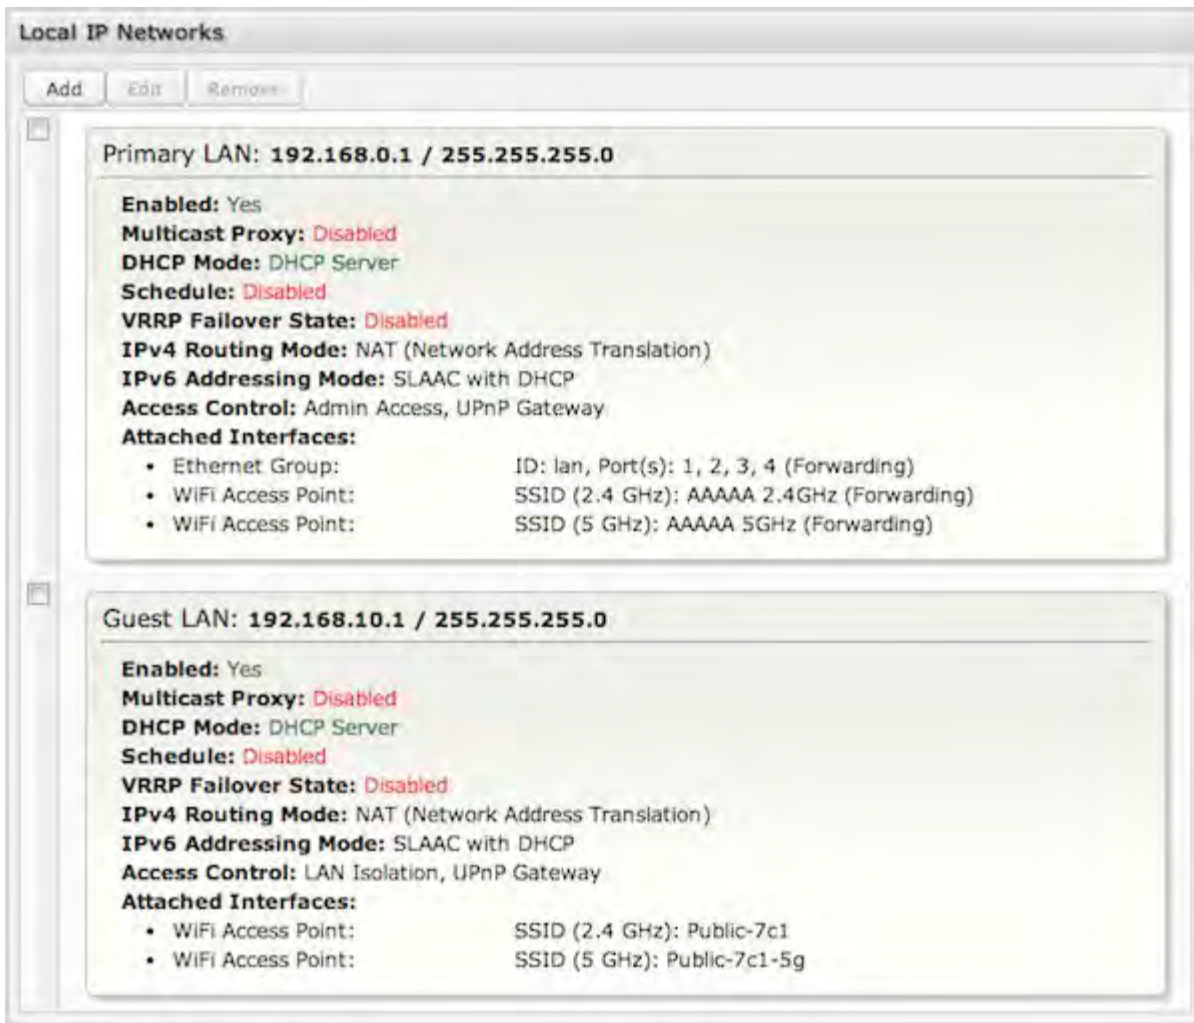 Local IP Networks
Add Edit Remove
Primary LAN: 192.168.0.1 / 255.255.255.0
Enabled: Yes
Multicast Proxy: Disabled
DHCP Mode: DHCP Server
Schedule: Disabled
VRRP Failover State: Disabled
IPv4 Routing Mode: NAT (Network Address Translation)
IPv6 Addressing Mode: SLAAC with DHCP
Access Control: Admin Access, UPnP Gateway
Attached Interfaces:
• Ethernet Group: ID: lan, Port(s): 1, 2, 3, 4 (Forwarding)
• WiFi Access Point: SSID (2.4 GHz): AAAAA 2.4GHz (Forwarding)
• WiFi Access Point: SSID (5 GHz): AAAAA 5GHz (Forwarding)
Guest LAN: 192.168.10.1 / 255.255.255.0
Enabled: Yes
Multicast Proxy: Disabled
DHCP Mode: DHCP Server
Schedule: Disabled
VRRP Failover State: Disabled
IPv4 Routing Mode: NAT (Network Address Translation)
IPv6 Addressing Mode: SLAAC with DHCP
Access Control: LAN Isolation, UPnP Gateway
Attached Interfaces:
• WiFi Access Point: SSID (2.4 GHz): Public-7c1
• WiFi Access Point: SSID (5 GHz): Public-7c1-5g